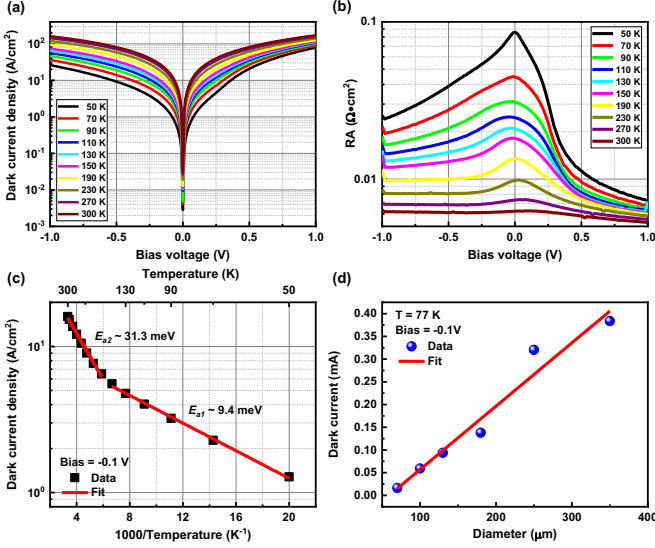 (a)
Dark current density (A/cm²)
10²
10¹
10⁰
10⁻¹
10⁻²
10⁻³
50 K
70 K
90 K
110 K
130 K
150 K
190 K
230 K
270 K
300 K
-1.0 -0.5 0.0 0.5 1.0
Bias voltage (V)
(b)
RA (Ω•cm²)
0.1
0.01
50 K
70 K
90 K
110 K
130 K
150 K
190 K
230 K
270 K
300 K
-1.0 -0.5 0.0 0.5 1.0
Bias voltage (V)
(c)
Temperature (K)
300 130 90 50
Dark current density (A/cm²)
10¹
10⁰
Ea2 ~ 31.3 meV
Ea1 ~ 9.4 meV
Bias = -0.1 V
Data
Fit
4 6 8 10 12 14 16 18 20
1000/Temperature (K⁻¹)
(d)
Dark current (mA)
0.40
0.35
0.30
0.25
0.20
0.15
0.10
0.05
0.00
T = 77 K
Bias = -0.1V
Data
Fit
100 200 300 400
Diameter (μm)